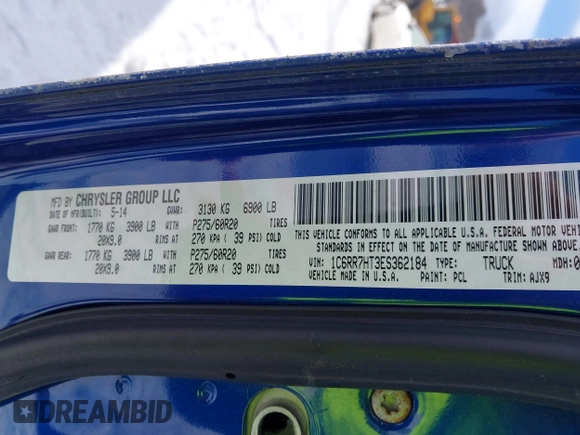 MFD BY CHRYSLER GROUP LLC
DATE OF MFR(BUILT): 5-14 GVWR: 3130 KG 6900 LB
GAWR FRONT: 1770 KG 3900 LB WITH P275/60R20 TIRES
20X9.0 RIMS AT 270 KPA ( 39 PSI) COLD
GAWR REAR: 1770 KG 3900 LB WITH P275/60R20 TIRES
20X9.0 RIMS AT 270 KPA ( 39 PSI) COLD
THIS VEHICLE CONFORMS TO ALL APPLICABLE U.S.A. FEDERAL MOTOR
STANDARDS IN EFFECT ON THE DATE OF MANUFACTURE SHOWN
VIN: 1C6RR7HT3ES362184 TYPE: TRUCK MDH:0
MADE IN U.S.A. PAINT: PCL TRIM: AJX9
DREAMBID